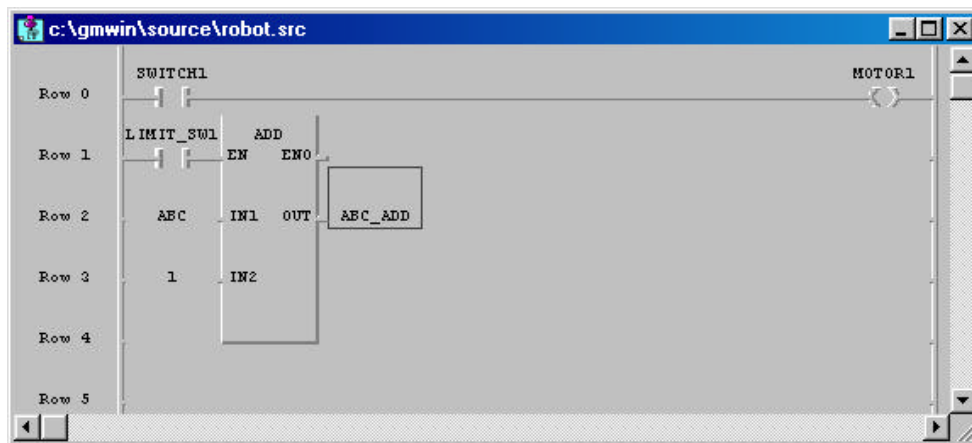 c:\gmwin\source\robot.src
SWITCH1 MOTOR1
Row 0
LIMIT_SW1 ADD
Row 1 EN ENO
Row 2 ABC IN1 OUT ABC_ADD
Row 3 1 IN2
Row 4
Row 5